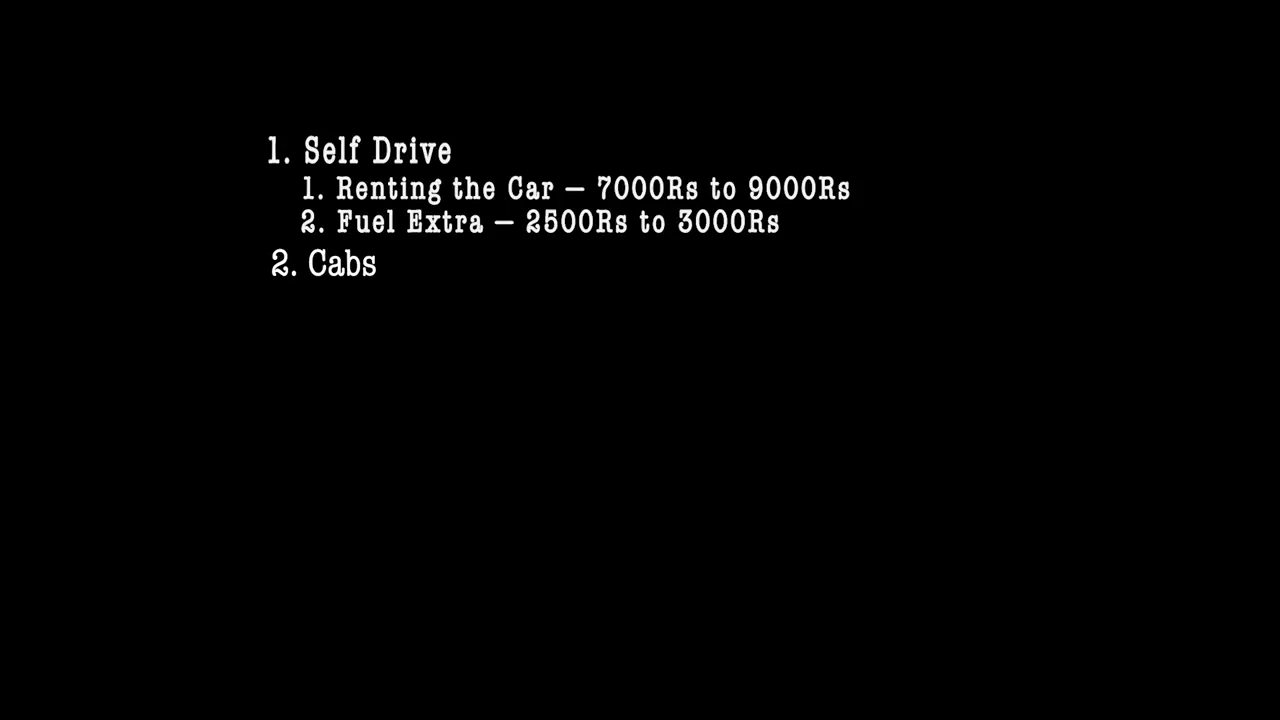 1. Self Drive
1. Renting the Car – 7000Rs to 9000Rs
2. Fuel Extra – 2500Rs to 3000Rs
2. Cabs